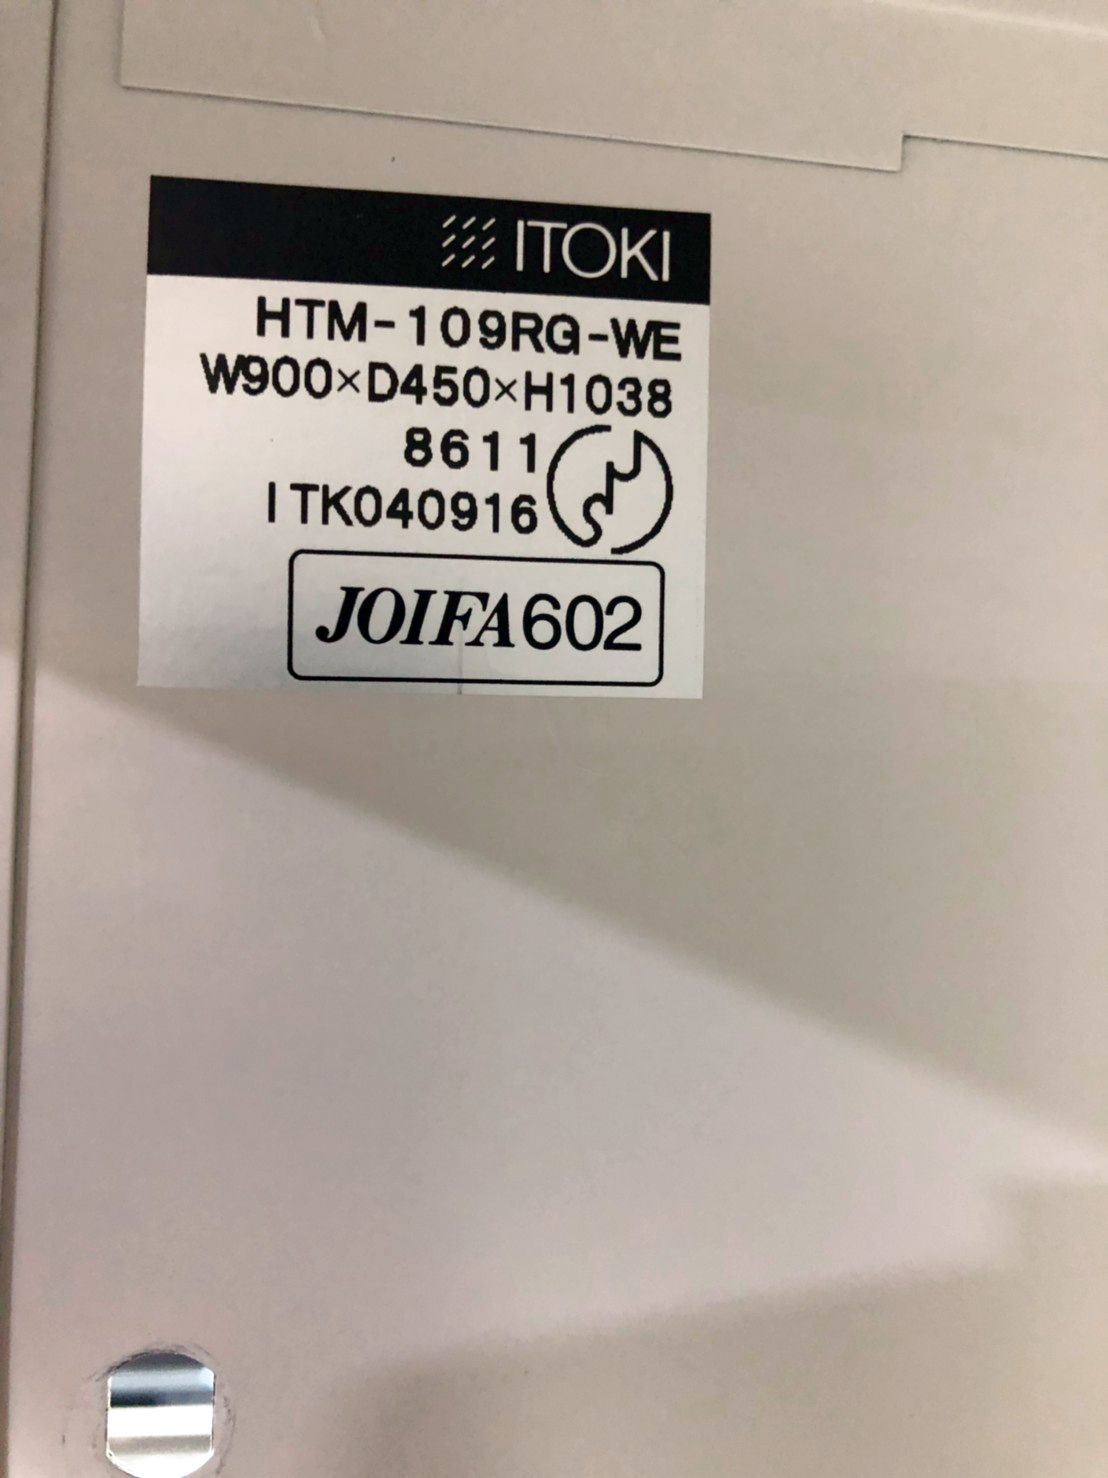 ITOKI
HTM-109RG-WE
W900×D450×H1038
8611
ITK040916
JOIFA602